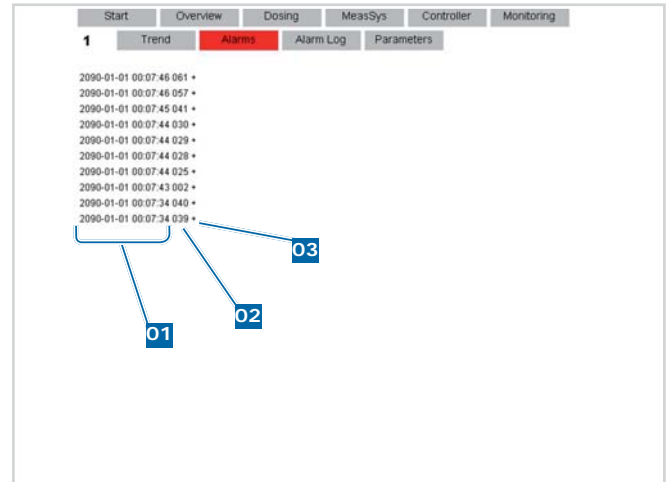 Start Overview Dosing MeasSys Controller Monitoring
1 Trend Alarms Alarm Log Parameters
2090-01-01 00:07:46 061 +
2090-01-01 00:07:46 057 +
2090-01-01 00:07:45 041 +
2090-01-01 00:07:44 030 +
2090-01-01 00:07:44 029 +
2090-01-01 00:07:44 028 +
2090-01-01 00:07:44 025 +
2090-01-01 00:07:43 002 +
2090-01-01 00:07:34 040 +
2090-01-01 00:07:34 039 +
03
02
01